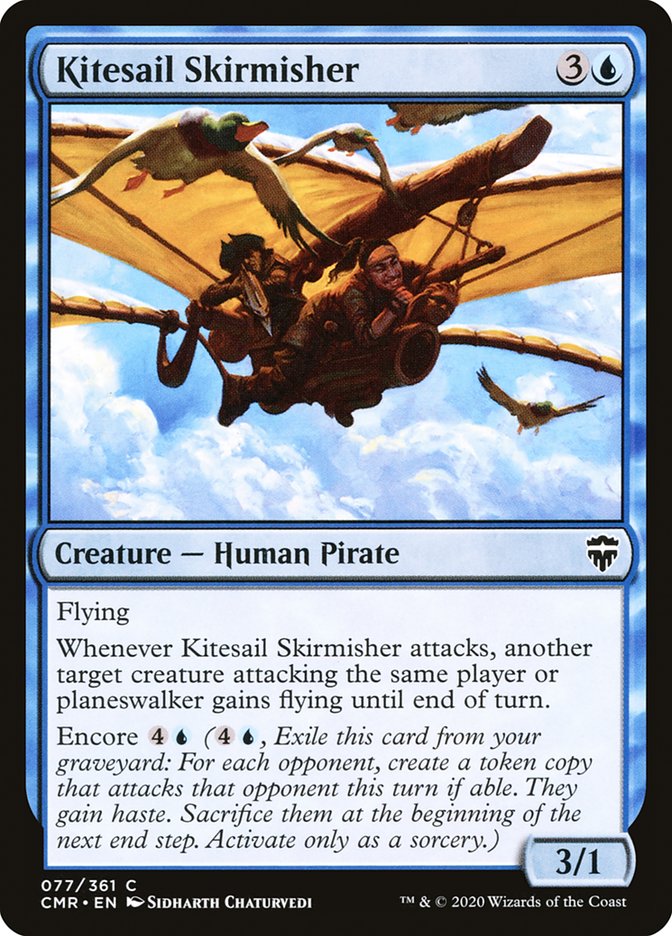 Kitesail Skirmisher 3
Creature — Human Pirate
Flying
Whenever Kitesail Skirmisher attacks, another
target creature attacking the same player or
planeswalker gains flying until end of turn.
Encore 4 (4, Exile this card from your
graveyard: For each opponent, create a token copy
that attacks that opponent this turn if able. They
gain haste. Sacrifice them at the beginning of the
next end step. Activate only as a sorcery.)
3/1
077/361 C
CMR • EN Sidharth Chaturvedi ™ & © 2020 Wizards of the Coast